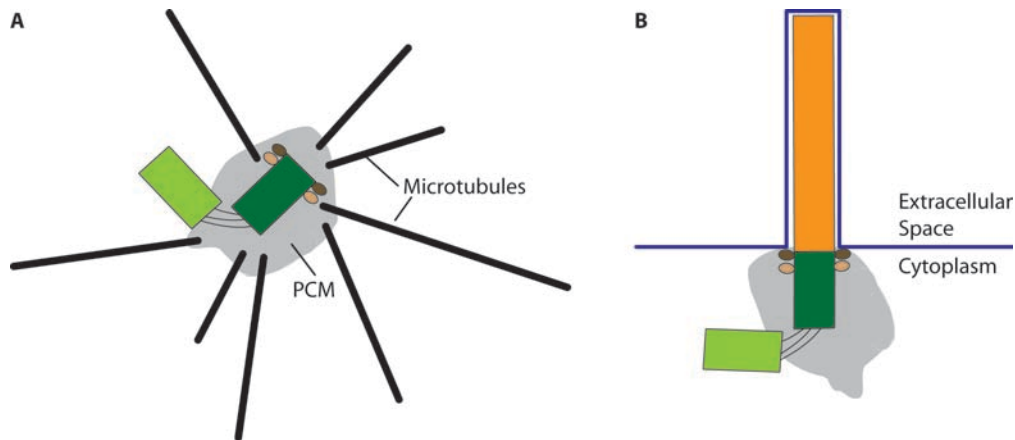 A
B
Microtubules
PCM
Extracellular
Space
Cytoplasm